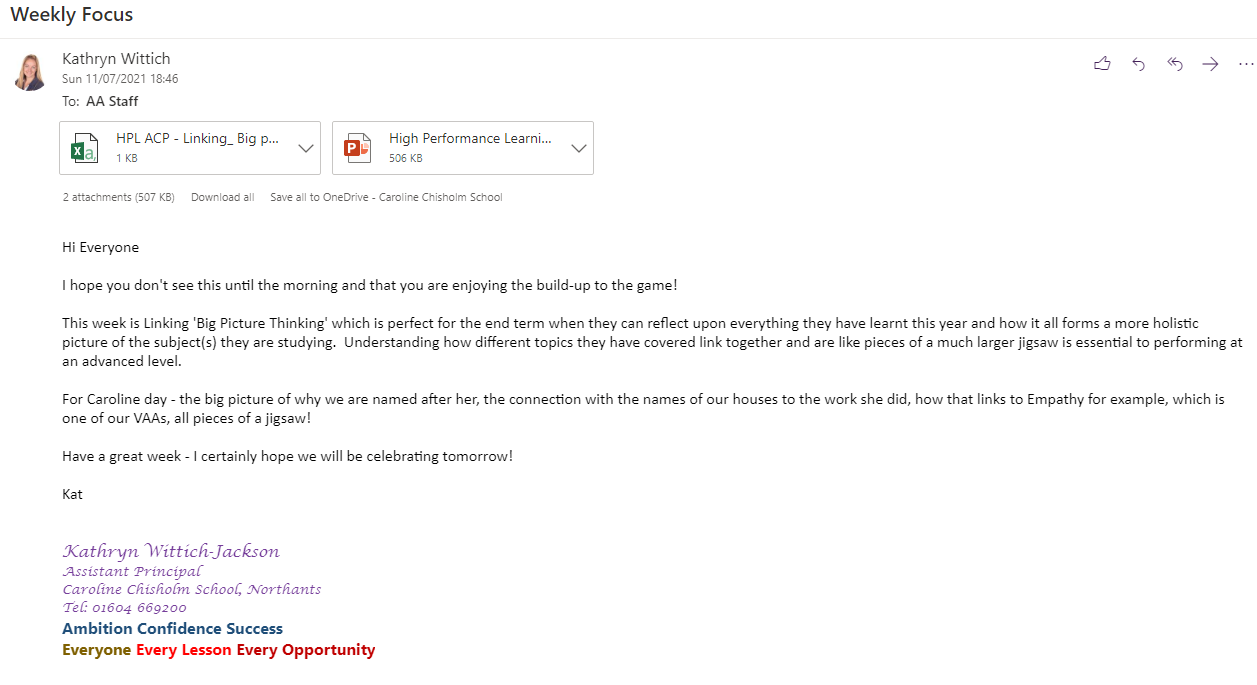 Weekly Focus
Kathryn Wittich
Sun 11/07/2021 18:46
To: AA Staff
HPL ACP - Linking_ Big p...
1 KB
High Performance Learni...
506 KB
2 attachments (507 KB) Download all Save all to OneDrive - Caroline Chisholm School
Hi Everyone
I hope you don't see this until the morning and that you are enjoying the build-up to the game!
This week is Linking 'Big Picture Thinking' which is perfect for the end term when they can reflect upon everything they have learnt this year and how it all forms a more holistic
picture of the subject(s) they are studying.  Understanding how different topics they have covered link together and are like pieces of a much larger jigsaw is essential to performing at
an advanced level.
For Caroline day - the big picture of why we are named after her, the connection with the names of our houses to the work she did, how that links to Empathy for example, which is
one of our VAAs, all pieces of a jigsaw!
Have a great week - I certainly hope we will be celebrating tomorrow!
Kat
Kathryn Wittich-Jackson
Assistant Principal
Caroline Chisholm School, Northants
Tel: 01604 669200
Ambition Confidence Success
Everyone Every Lesson Every Opportunity